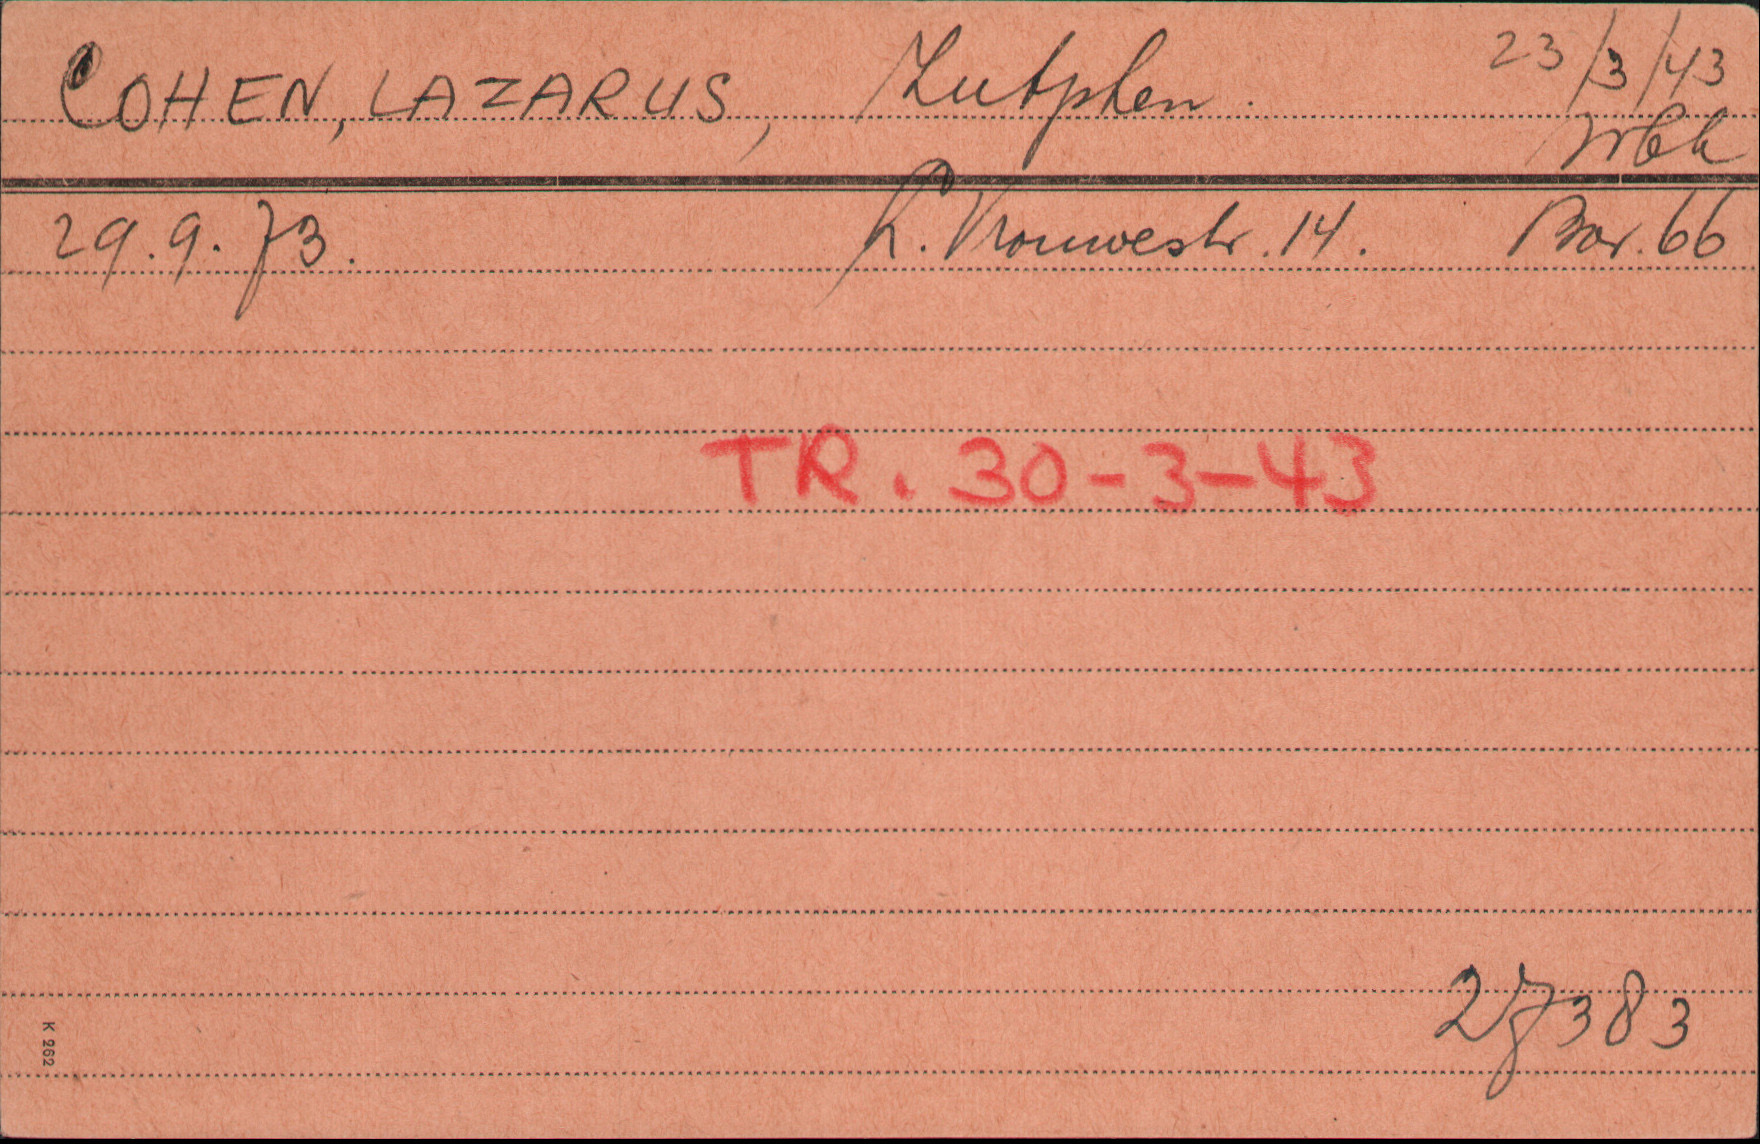 COHEN, LAZARUS, Zutphen. 23/3/43
Wbk
29.9.73. L. Vrouwestr. 14. Bar. 66
TR. 30-3-43
27383
K 262